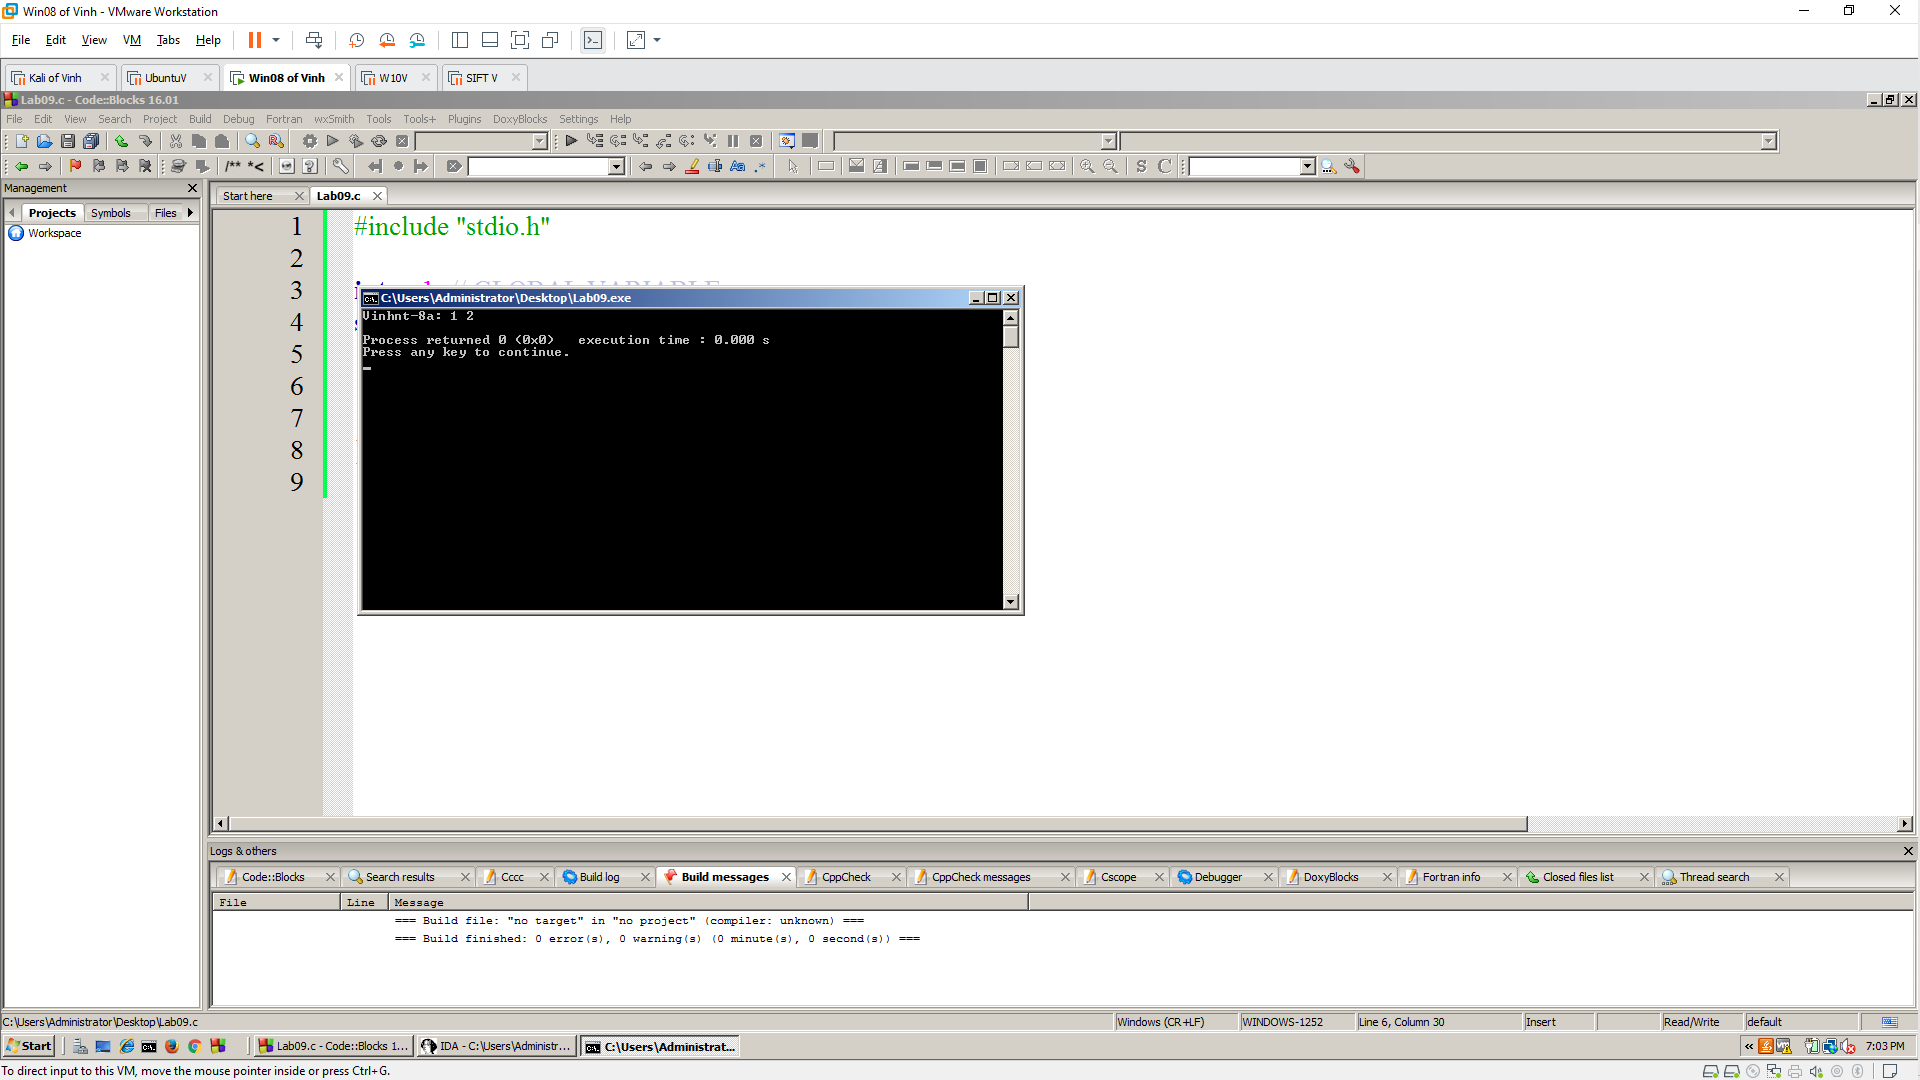 Win08 of Vinh - VMware Workstation
File Edit View VM Tabs Help
Kali of Vinh UbuntuV Win08 of Vinh W10V SIFT V
Lab09.c - Code::Blocks 16.01
File Edit View Search Project Build Debug Fortran wxSmith Tools Tools+ Plugins DoxyBlocks Settings Help
/** *< Aa .* S C
Management
Projects Symbols Files
Workspace
Start here Lab09.c
1 #include "stdio.h"
2
3 // GLOBAL VARIABLE
4
5
6
7
8
9
C:\Users\Administrator\Desktop\Lab09.exe
Vinhnt-8a: 1 2
Process returned 0 (0x0) execution time : 0.000 s
Press any key to continue.
Logs & others
Code::Blocks Search results Cccc Build log Build messages CppCheck CppCheck messages Cscope Debugger DoxyBlocks Fortran info Closed files list Thread search
File Line Message
=== Build file: "no target" in "no project" (compiler: unknown) ===
=== Build finished: 0 error(s), 0 warning(s) (0 minute(s), 0 second(s)) ===
C:\Users\Administrator\Desktop\Lab09.c Windows (CR+LF) WINDOWS-1252 Line 6, Column 30 Insert Read/Write default
Start Lab09.c - Code::Blocks 1... IDA - C:\Users\Administr... C:\Users\Administrat... « 7:03 PM
To direct input to this VM, move the mouse pointer inside or press Ctrl+G.